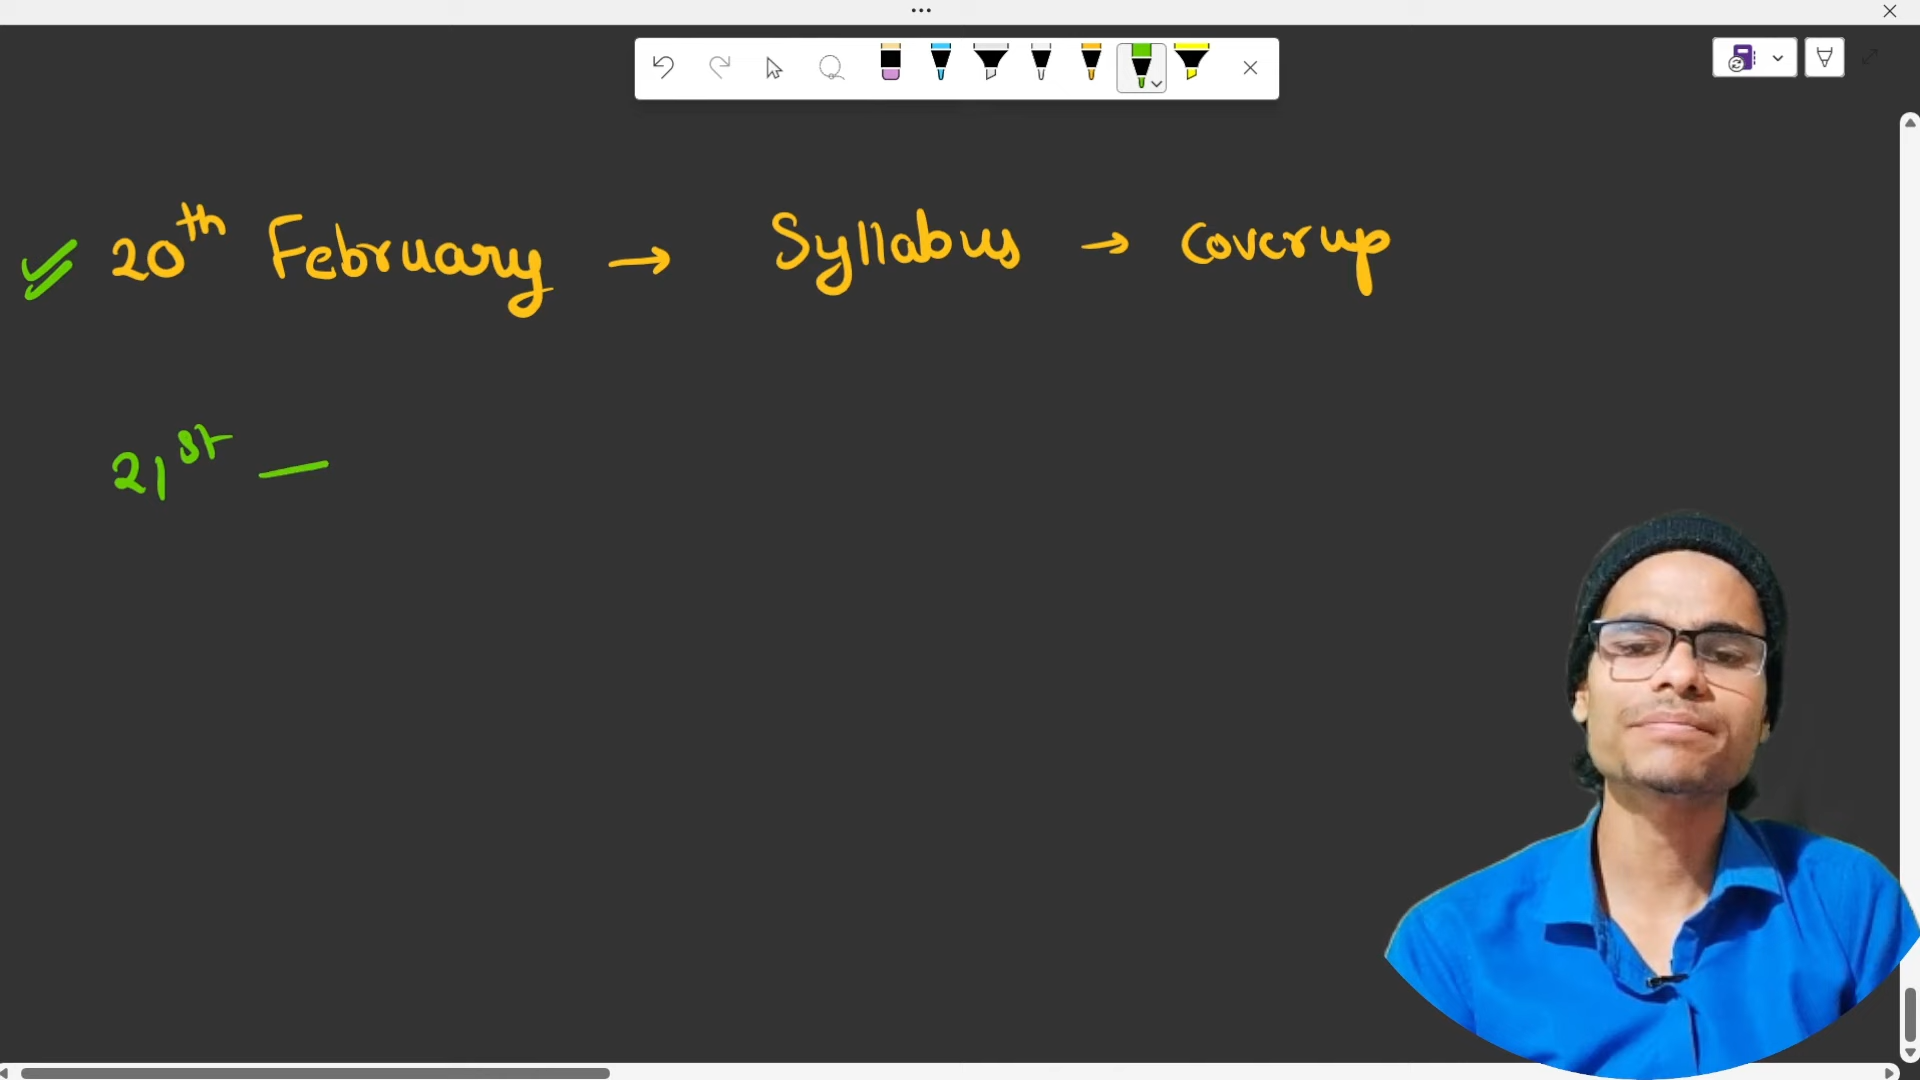 20th February → Syllabus → Coverup
21st —